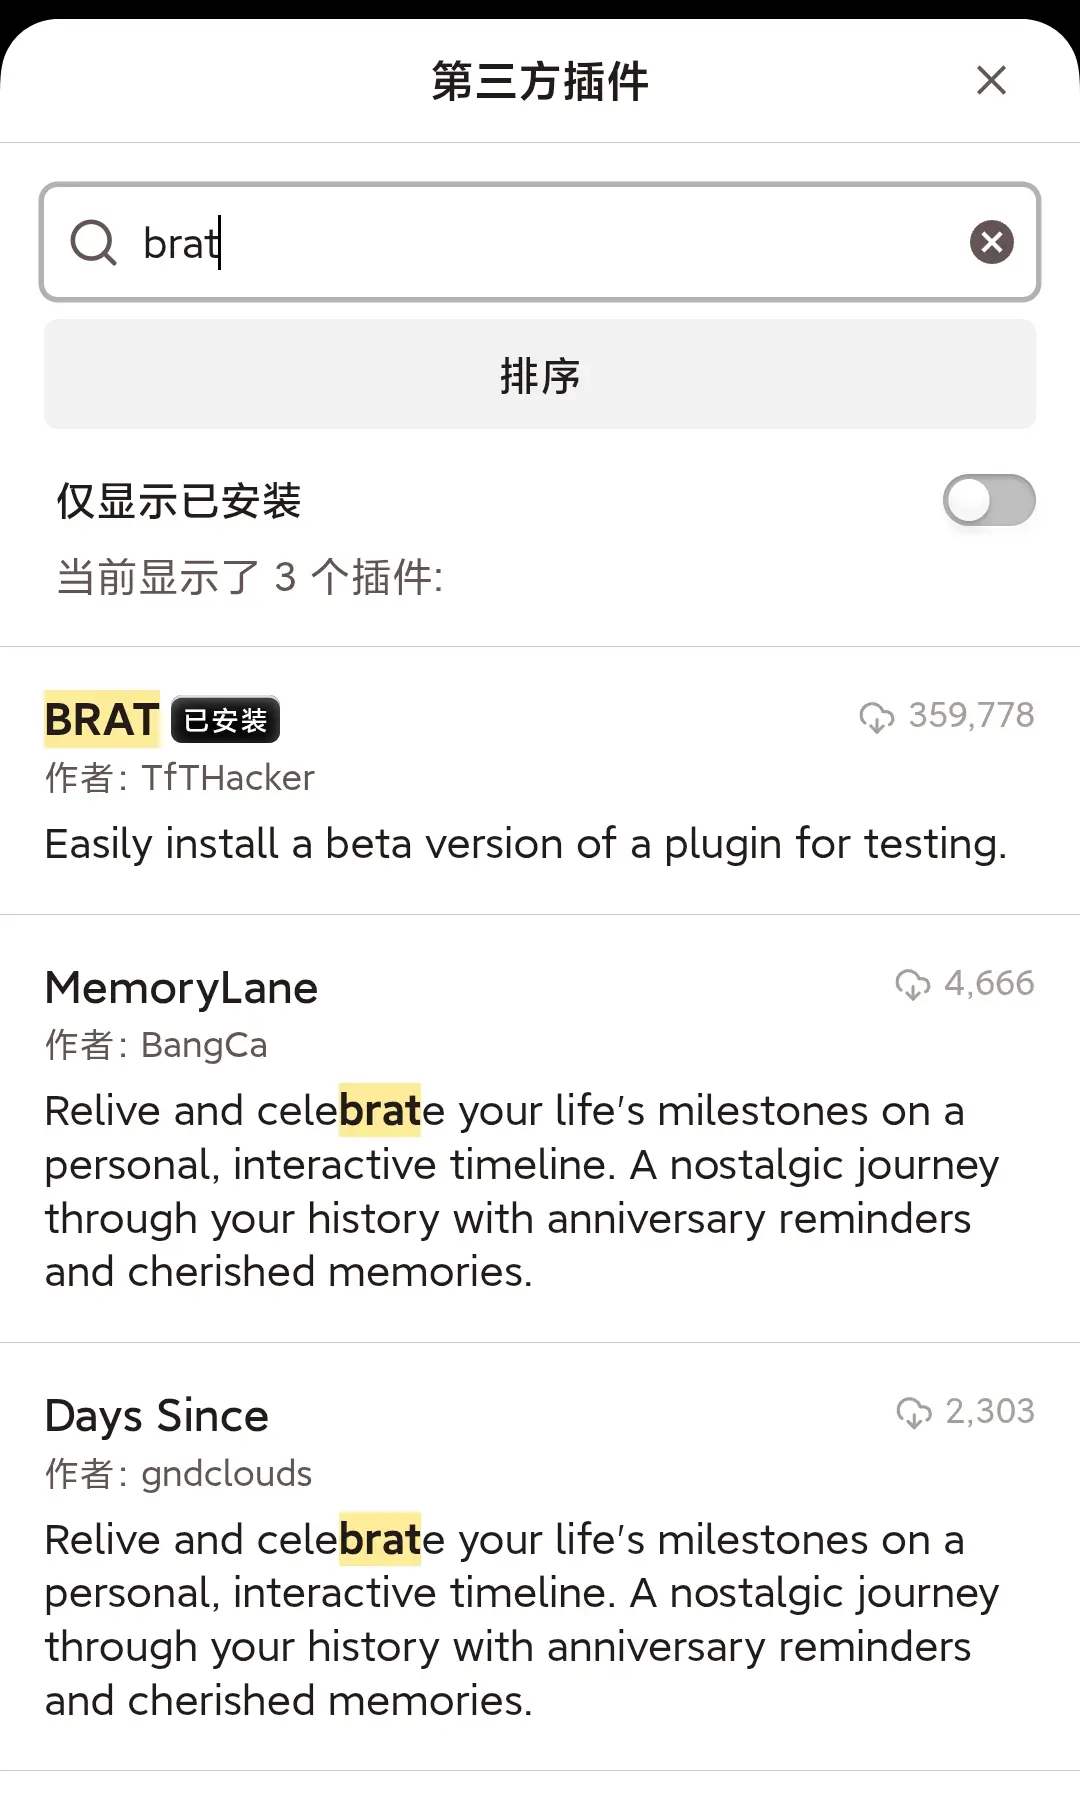 第三方插件
brat
排序
仅显示已安装
当前显示了 3 个插件:
BRAT 已安装 359,778
作者: TfTHacker
Easily install a beta version of a plugin for testing.
MemoryLane 4,666
作者: BangCa
Relive and celebrate your life's milestones on a
personal, interactive timeline. A nostalgic journey
through your history with anniversary reminders
and cherished memories.
Days Since 2,303
作者: gndclouds
Relive and celebrate your life's milestones on a
personal, interactive timeline. A nostalgic journey
through your history with anniversary reminders
and cherished memories.